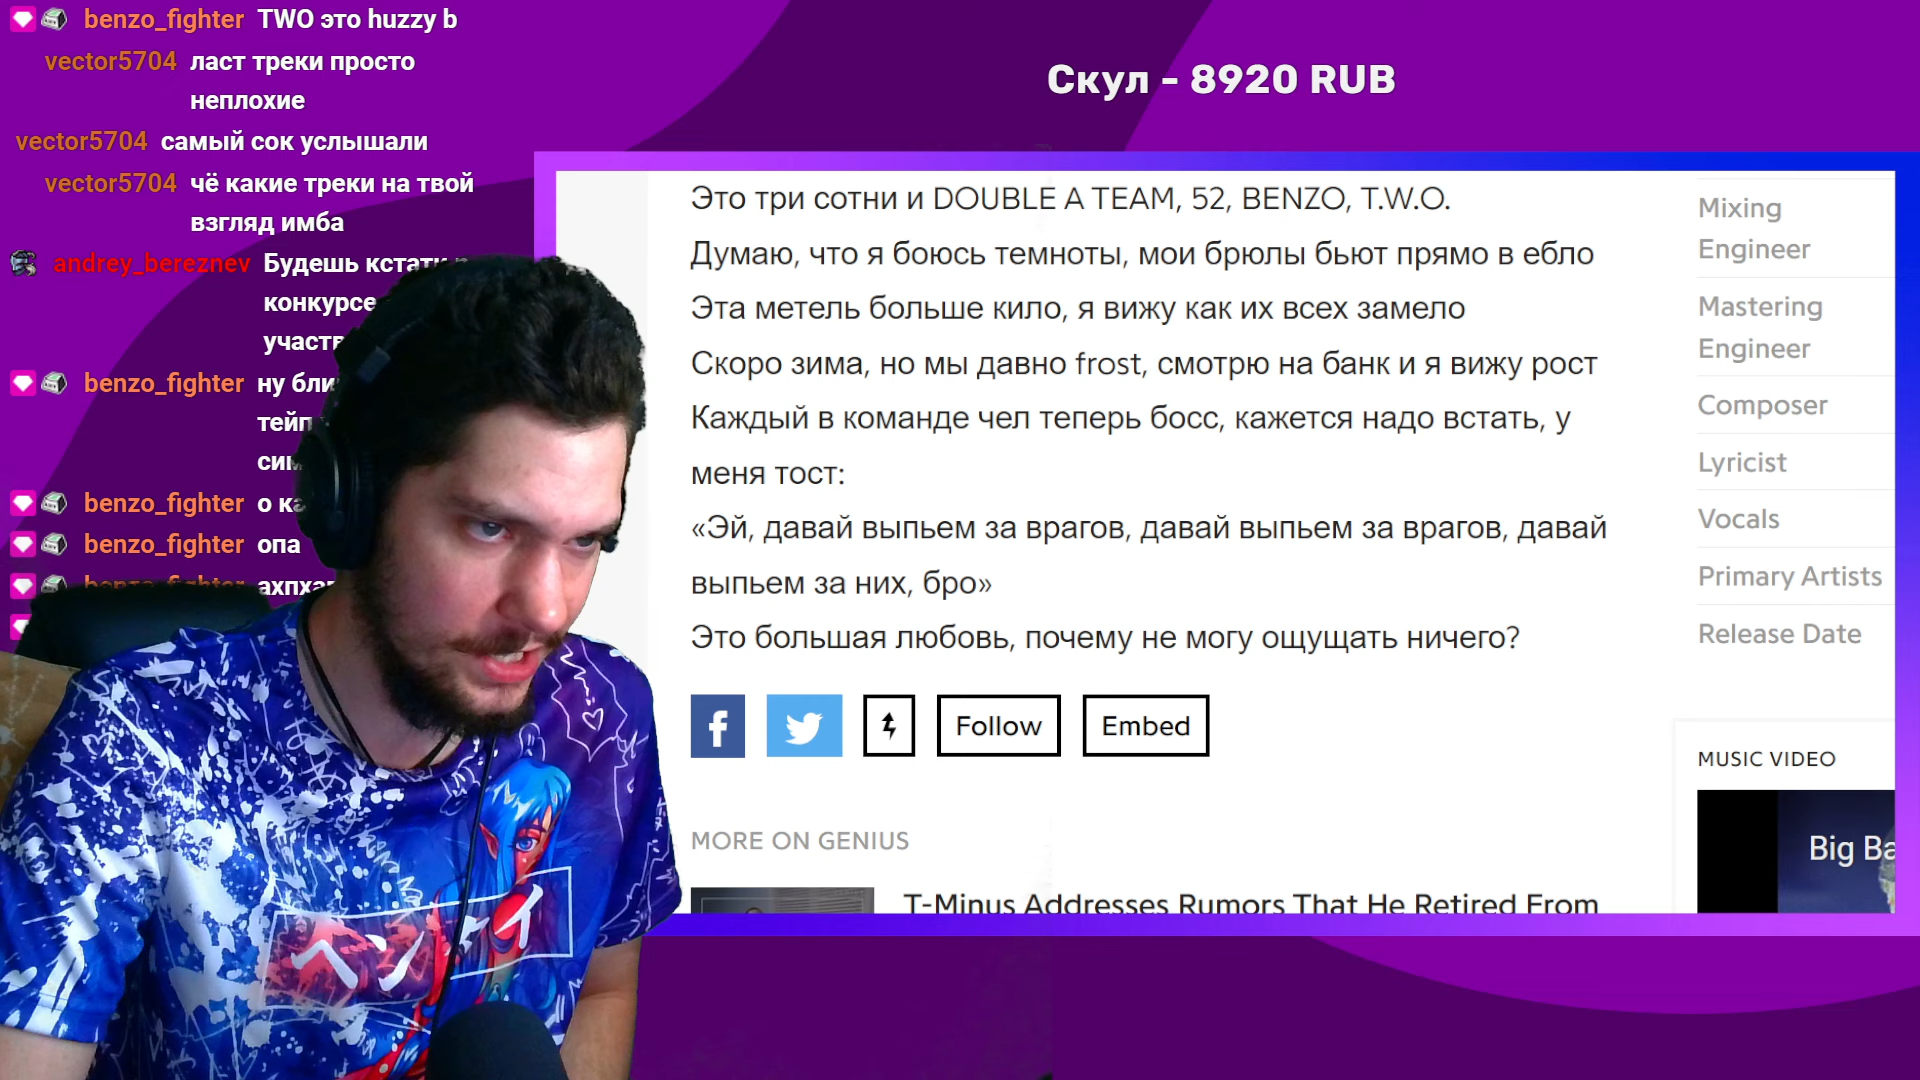 benzo_fighter TWO это huzzy b
vector5704 ласт треки просто
неплохие
vector5704 самый сок услышали
vector5704 чё какие треки на твой
взгляд имба
andrey_bereznev Будешь кстати
конкурсе
benzo_fighter ну
benzo_fighter о
benzo_fighter опа
benzo_fighter
Скул - 8920 RUB
Это три сотни и DOUBLE A TEAM, 52, BENZO, T.W.O.
Думаю, что я боюсь темноты, мои брюлы бьют прямо в ебло
Эта метель больше кило, я вижу как их всех замело
Скоро зима, но мы давно frost, смотрю на банк и я вижу рост
Каждый в команде чел теперь босс, кажется надо встать, у
меня тост:
«Эй, давай выпьем за врагов, давай выпьем за врагов, давай
выпьем за них, бро»
Это большая любовь, почему не могу ощущать ничего?
f
Follow
Embed
MORE ON GENIUS
T-Minus Addresses Rumors That He Retired From
Mixing
Engineer
Mastering
Engineer
Composer
Lyricist
Vocals
Primary Artists
Release Date
MUSIC VIDEO
Big
ヘンタイ